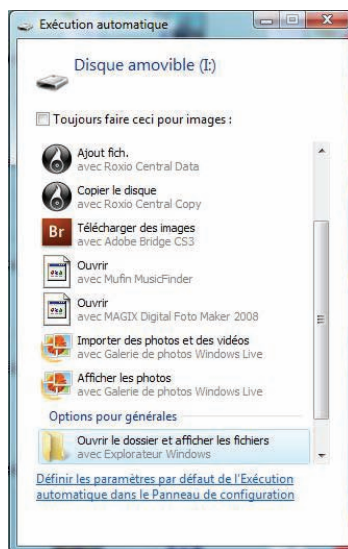 Exécution automatique
Disque amovible (I:)
Toujours faire ceci pour images :
Ajout fich.
avec Roxio Central Data
Copier le disque
avec Roxio Central Copy
Br
Télécharger des images
avec Adobe Bridge CS3
Ouvrir
avec Mufin MusicFinder
Ouvrir
avec MAGIX Digital Foto Maker 2008
Importer des photos et des vidéos
avec Galerie de photos Windows Live
Afficher les photos
avec Galerie de photos Windows Live
Options pour générales
Ouvrir le dossier et afficher les fichiers
avec Explorateur Windows
Définir les paramètres par défaut de l'Exécution
automatique dans le Panneau de configuration